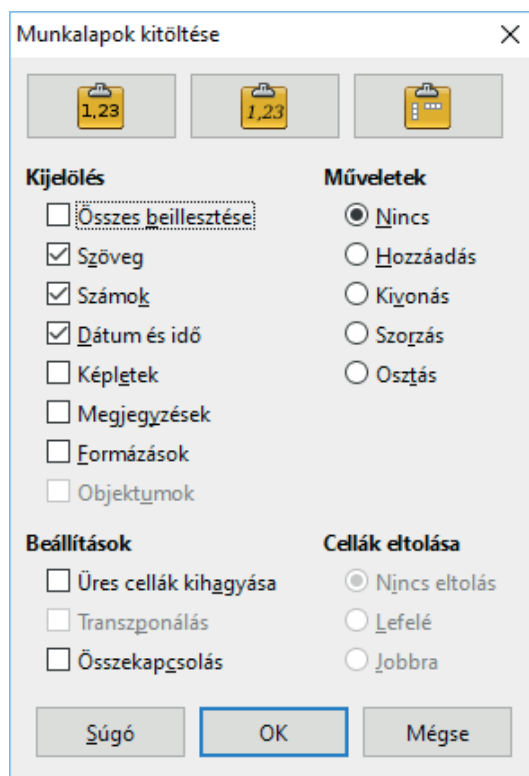 Munkalapok kitöltése
1,23 1,23
Kijelölés
Összes beillesztése
Szöveg
Számok
Dátum és idő
Képletek
Megjegyzések
Formázások
Objektumok
Műveletek
Nincs
Hozzáadás
Kivonás
Szorzás
Osztás
Beállítások
Üres cellák kihagyása
Transzponálás
Összekapcsolás
Cellák eltolása
Nincs eltolás
Lefelé
Jobbra
Súgó OK Mégse